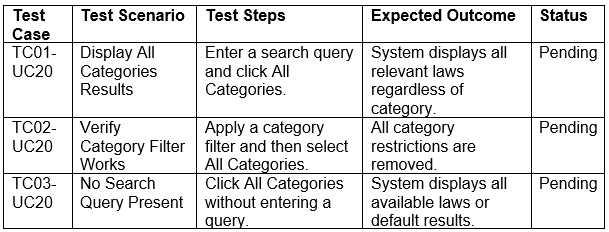 Test Case | Test Scenario | Test Steps | Expected Outcome | Status
TC01-UC20 | Display All Categories Results | Enter a search query and click All Categories. | System displays all relevant laws regardless of category. | Pending
TC02-UC20 | Verify Category Filter Works | Apply a category filter and then select All Categories. | All category restrictions are removed. | Pending
TC03-UC20 | No Search Query Present | Click All Categories without entering a query. | System displays all available laws or default results. | Pending